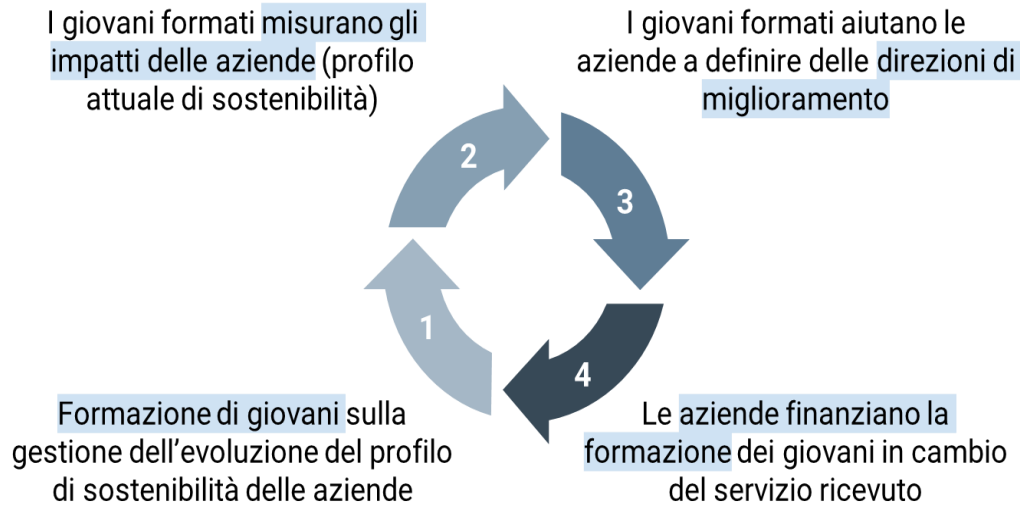 I giovani formati misurano gli
impatti delle aziende (profilo
attuale di sostenibilità)
I giovani formati aiutano le
aziende a definire delle direzioni di
miglioramento
2
3
1
4
Formazione di giovani sulla
gestione dell’evoluzione del profilo
di sostenibilità delle aziende
Le aziende finanziano la
formazione dei giovani in cambio
del servizio ricevuto